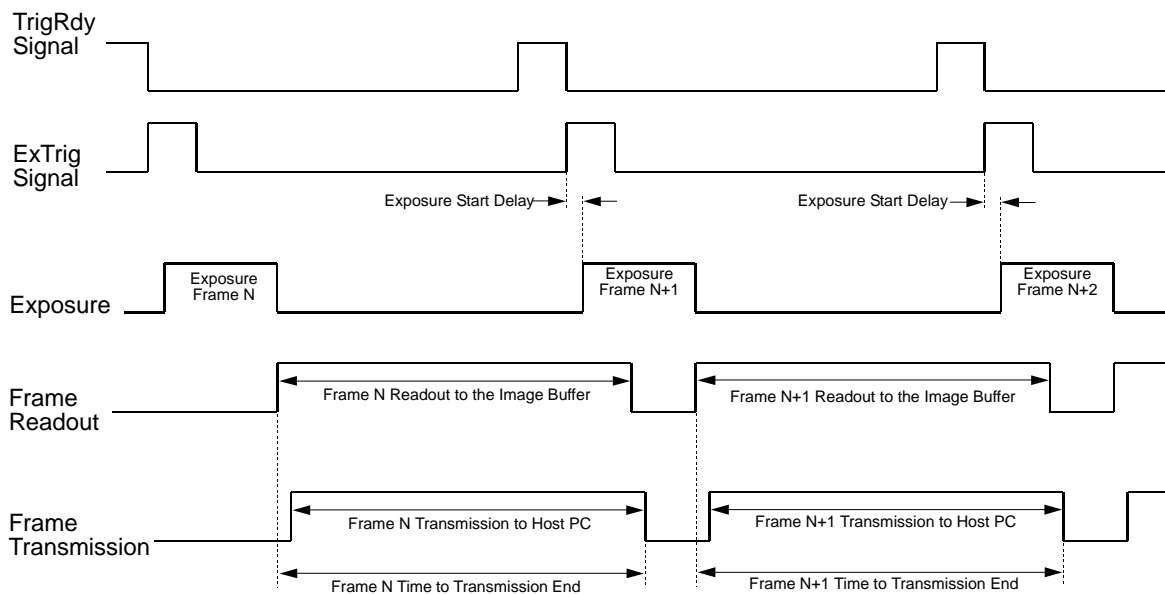 TrigRdy
Signal
ExTrig
Signal
Exposure Start Delay
Exposure Start Delay
Exposure
Exposure
Frame N
Exposure
Frame N+1
Exposure
Frame N+2
Frame
Readout
Frame N Readout to the Image Buffer
Frame N+1 Readout to the Image Buffer
Frame
Transmission
Frame N Transmission to Host PC
Frame N+1 Transmission to Host PC
Frame N Time to Transmission End
Frame N+1 Time to Transmission End